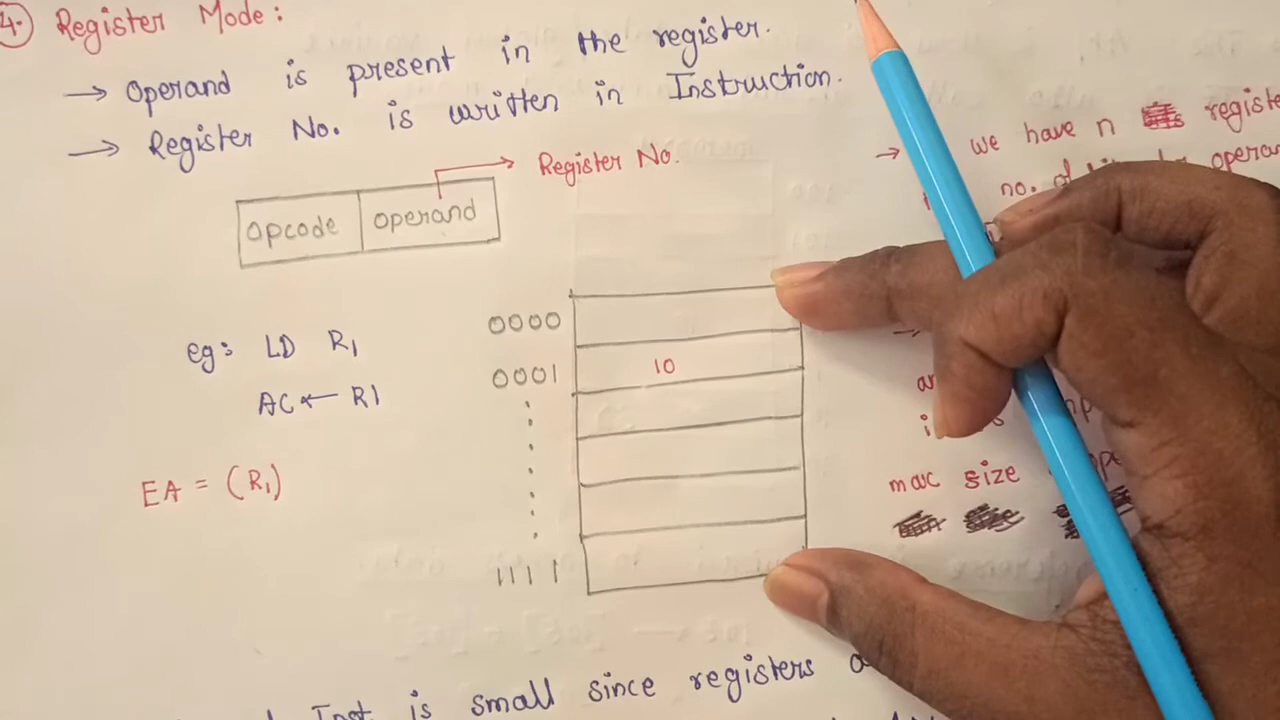 4. Register Mode:
→ Operand is present in the register.
→ Register No. is written in Instruction.
Register No.
opcode operand
eg: LD R1
AC ← R1
EA = (R1)
0000
0001 10
1111
→ we have n
no. of
max size
Inst is small since registers